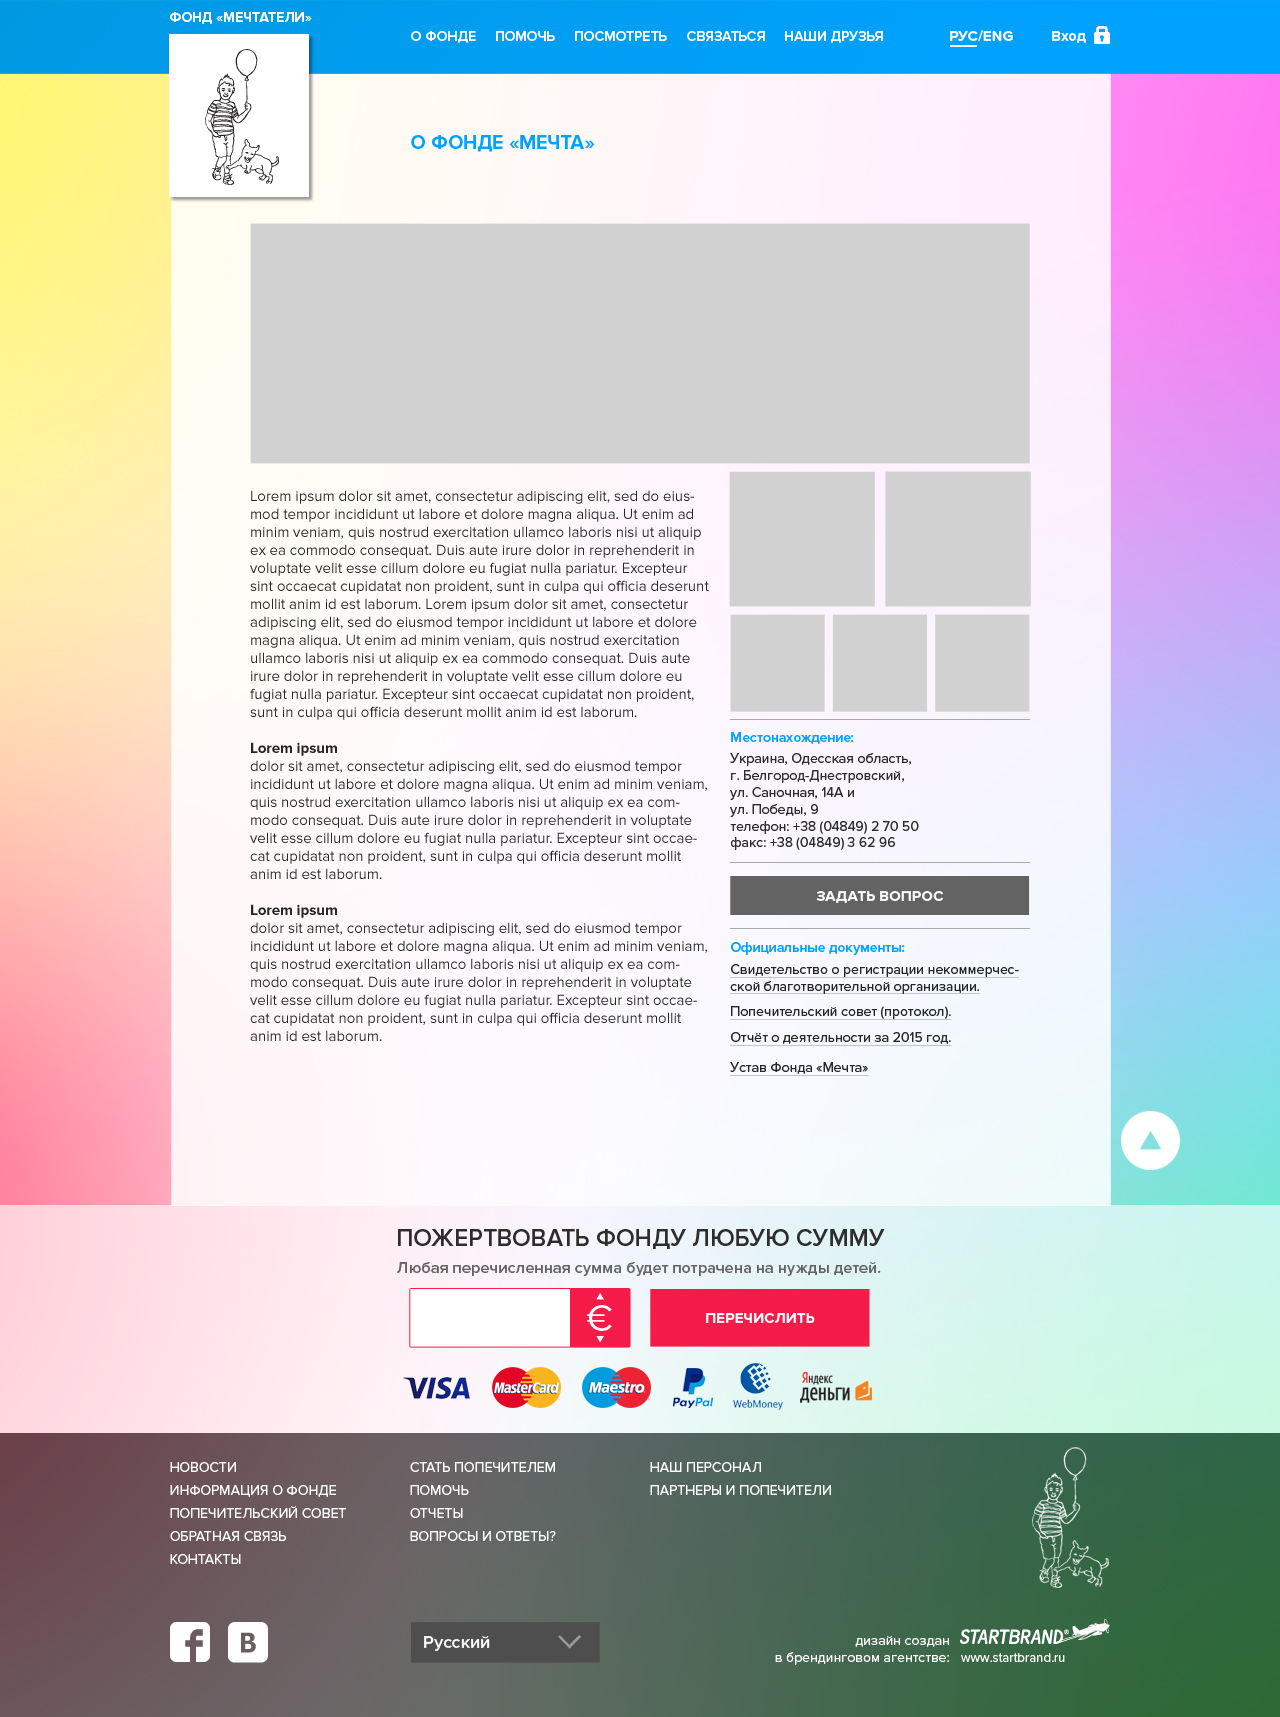 ФОНД «МЕЧТАТЕЛИ»
О ФОНДЕ ПОМОЧЬ ПОСМОТРЕТЬ СВЯЗАТЬСЯ НАШИ ДРУЗЬЯ РУС/ENG Вход
О ФОНДЕ «МЕЧТА»
Lorem ipsum dolor sit amet, consectetur adipiscing elit, sed do eius-
mod tempor incididunt ut labore et dolore magna aliqua. Ut enim ad
minim veniam, quis nostrud exercitation ullamco laboris nisi ut aliquip
ex ea commodo consequat. Duis aute irure dolor in reprehenderit in
voluptate velit esse cillum dolore eu fugiat nulla pariatur. Excepteur
sint occaecat cupidatat non proident, sunt in culpa qui officia deserunt
mollit anim id est laborum. Lorem ipsum dolor sit amet, consectetur
adipiscing elit, sed do eiusmod tempor incididunt ut labore et dolore
magna aliqua. Ut enim ad minim veniam, quis nostrud exercitation
ullamco laboris nisi ut aliquip ex ea commodo consequat. Duis aute
irure dolor in reprehenderit in voluptate velit esse cillum dolore eu
fugiat nulla pariatur. Excepteur sint occaecat cupidatat non proident,
sunt in culpa qui officia deserunt mollit anim id est laborum.
Lorem ipsum
dolor sit amet, consectetur adipiscing elit, sed do eiusmod tempor
incididunt ut labore et dolore magna aliqua. Ut enim ad minim veniam,
quis nostrud exercitation ullamco laboris nisi ut aliquip ex ea com-
modo consequat. Duis aute irure dolor in reprehenderit in voluptate
velit esse cillum dolore eu fugiat nulla pariatur. Excepteur sint occae-
cat cupidatat non proident, sunt in culpa qui officia deserunt mollit
anim id est laborum.
Lorem ipsum
dolor sit amet, consectetur adipiscing elit, sed do eiusmod tempor
incididunt ut labore et dolore magna aliqua. Ut enim ad minim veniam,
quis nostrud exercitation ullamco laboris nisi ut aliquip ex ea com-
modo consequat. Duis aute irure dolor in reprehenderit in voluptate
velit esse cillum dolore eu fugiat nulla pariatur. Excepteur sint occae-
cat cupidatat non proident, sunt in culpa qui officia deserunt mollit
anim id est laborum.
Местонахождение:
Украина, Одесская область,
г. Белгород-Днестровский,
ул. Саночная, 14А и
ул. Победы, 9
телефон: +38 (04849) 2 70 50
факс: +38 (04849) 3 62 96
ЗАДАТЬ ВОПРОС
Официальные документы:
Свидетельство о регистрации некоммерчес-
ской благотворительной организации.
Попечительский совет (протокол).
Отчёт о деятельности за 2015 год.
Устав Фонда «Мечта»
ПОЖЕРТВОВАТЬ ФОНДУ ЛЮБУЮ СУММУ
Любая перечисленная сумма будет потрачена на нужды детей.
€ ПЕРЕЧИСЛИТЬ
VISA MasterCard Maestro PayPal WebMoney Яндекс деньги
НОВОСТИ
ИНФОРМАЦИЯ О ФОНДЕ
ПОПЕЧИТЕЛЬСКИЙ СОВЕТ
ОБРАТНАЯ СВЯЗЬ
КОНТАКТЫ
СТАТЬ ПОПЕЧИТЕЛЕМ
ПОМОЧЬ
ОТЧЕТЫ
ВОПРОСЫ И ОТВЕТЫ?
НАШ ПЕРСОНАЛ
ПАРТНЕРЫ И ПОПЕЧИТЕЛИ
f B
Русский
дизайн создан
в брендинговом агентстве:
STARTBRAND®
www.startbrand.ru